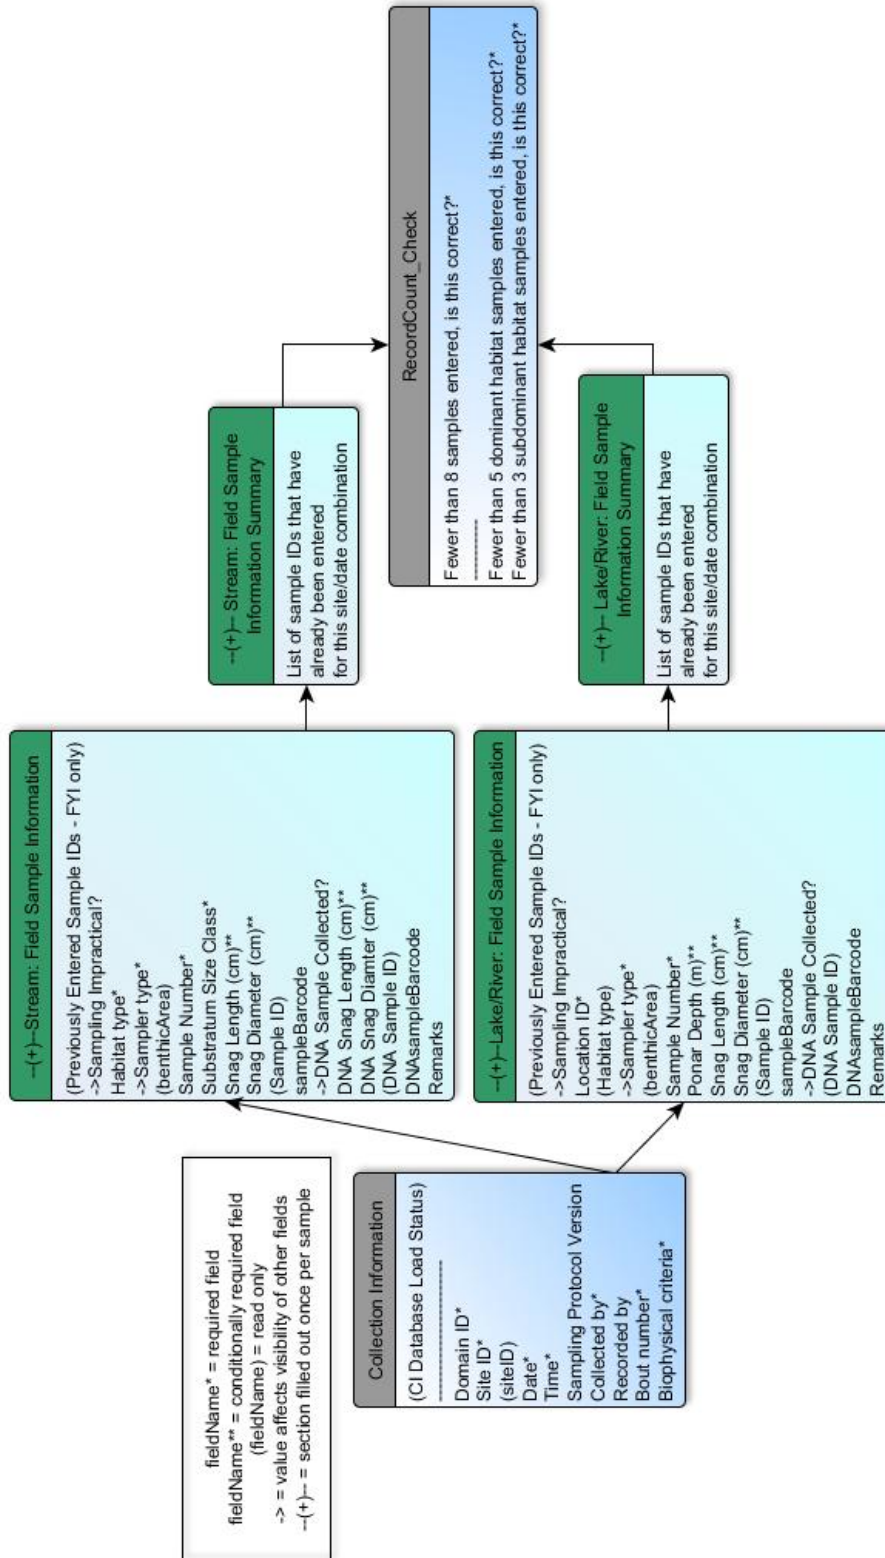 fieldName* = required field
fieldName** = conditionally required field
(fieldName) = read only
-> = value affects visibility of other fields
--(+)-- = section filled out once per sample
Collection Information
(CI Database Load Status)
--------------------
Domain ID*
Site ID*
(siteID)
Date*
Time*
Sampling Protocol Version
Collected by*
Recorded by
Bout number*
Biophysical criteria*
--(+)--Stream: Field Sample Information
(Previously Entered Sample IDs - FYI only)
->Sampling Impractical?
Habitat type*
->Sampler type*
(benthicArea)
Sample Number*
Substratum Size Class*
Snag Length (cm)**
Snag Diameter (cm)**
(Sample ID)
sampleBarcode
->DNA Sample Collected?
DNA Snag Length (cm)**
DNA Snag Diamter (cm)**
(DNA Sample ID)
DNAsampleBarcode
Remarks
--(+)--Lake/River: Field Sample Information
(Previously Entered Sample IDs - FYI only)
->Sampling Impractical?
Location ID*
(Habitat type)
->Sampler type*
(benthicArea)
Sample Number*
Ponar Depth (m)**
Snag Length (cm)**
Snag Diameter (cm)**
(Sample ID)
sampleBarcode
->DNA Sample Collected?
(DNA Sample ID)
DNAsampleBarcode
Remarks
--(+)-- Stream: Field Sample
Information Summary
List of sample IDs that have
already been entered
for this site/date combination
--(+)-- Lake/River: Field Sample
Information Summary
List of sample IDs that have
already been entered
for this site/date combination
RecordCount_Check
Fewer than 8 samples entered, is this correct?*
----------
Fewer than 5 dominant habitat samples entered, is this correct?*
Fewer than 3 subdominant habitat samples entered, is this correct?*